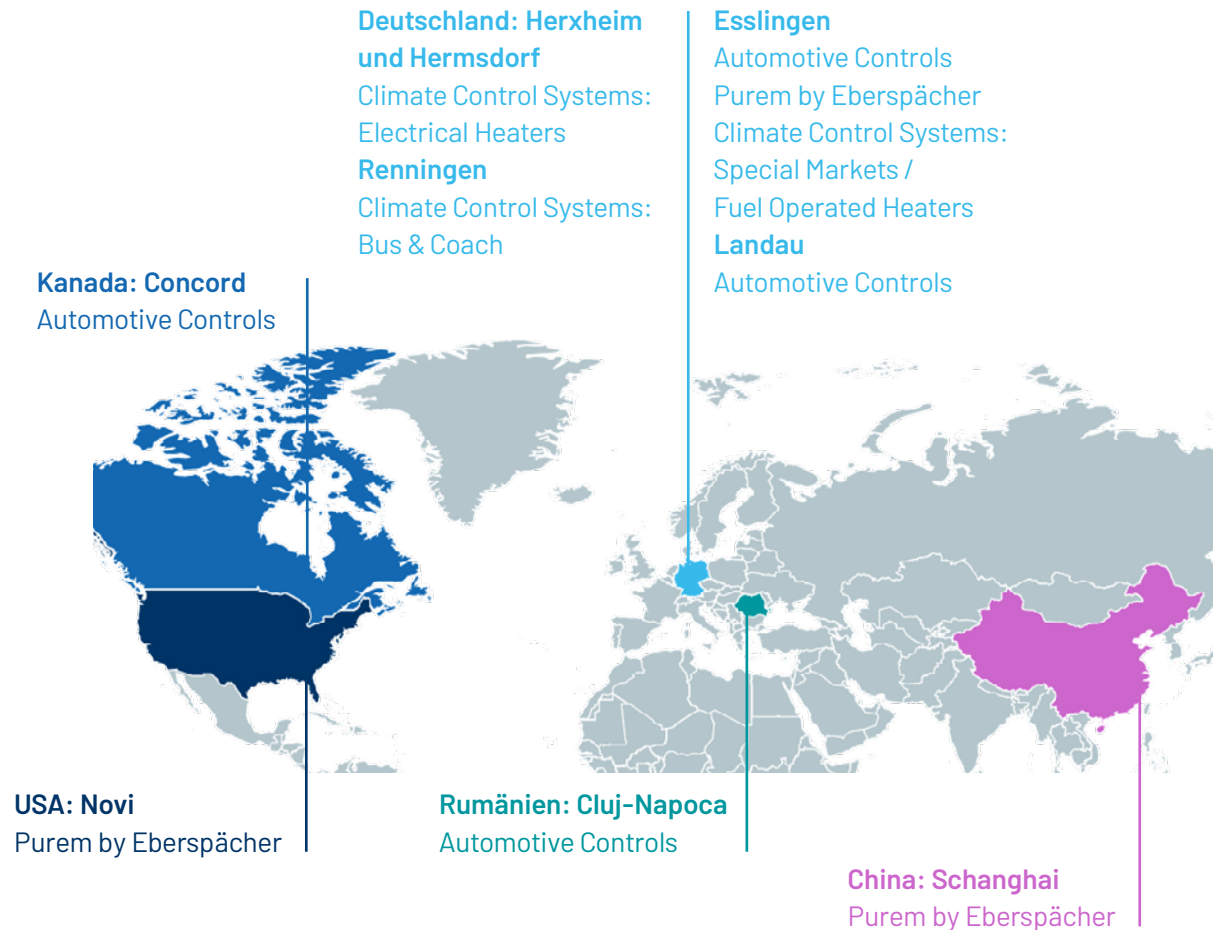 Deutschland: Herxheim
und Hermsdorf
Climate Control Systems:
Electrical Heaters
Renningen
Climate Control Systems:
Bus & Coach
Esslingen
Automotive Controls
Purem by Eberspächer
Climate Control Systems:
Special Markets /
Fuel Operated Heaters
Landau
Automotive Controls
Kanada: Concord
Automotive Controls
USA: Novi
Purem by Eberspächer
Rumänien: Cluj-Napoca
Automotive Controls
China: Schanghai
Purem by Eberspächer